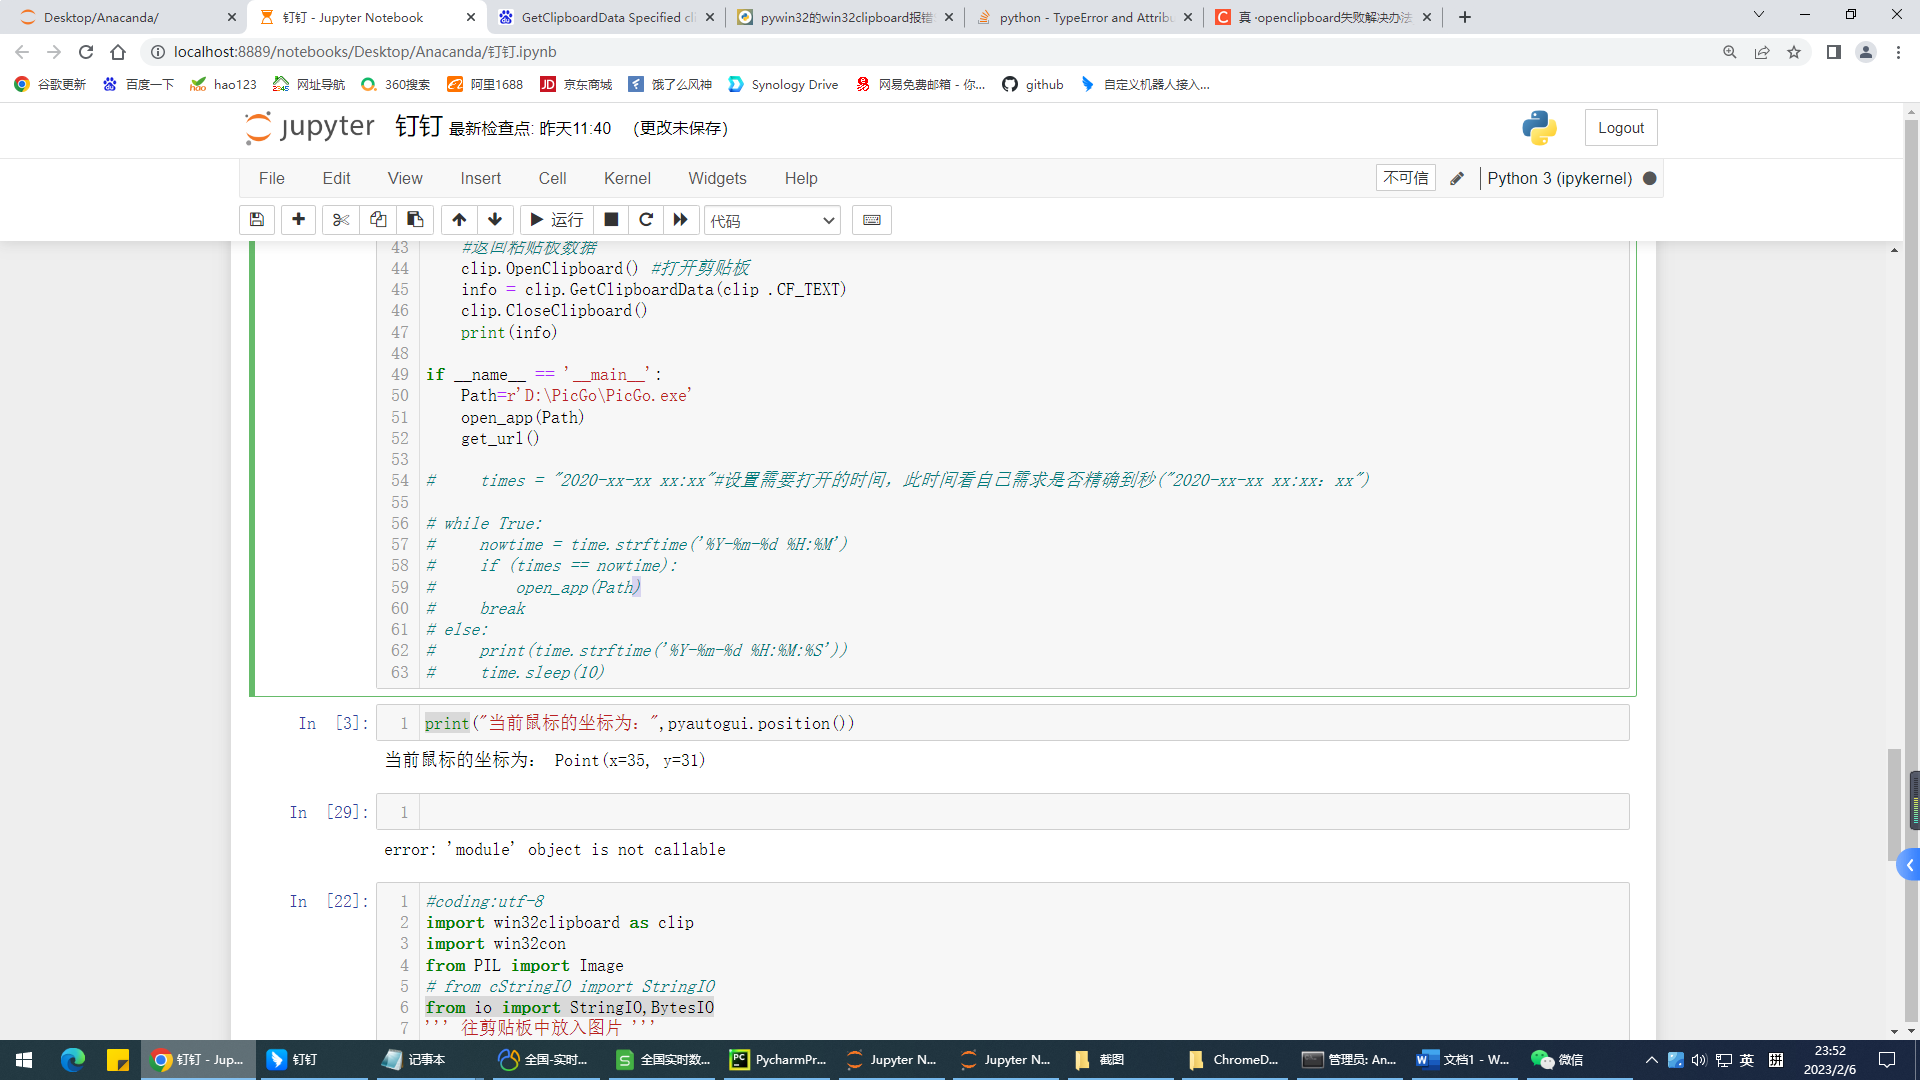 Desktop/Anacanda/
钉钉 - Jupyter Notebook
GetClipboardData Specified cli
pywin32的win32clipboard报错
python - TypeError and Attribu
真·openclipboard失败解决办法
localhost:8889/notebooks/Desktop/Anacanda/钉钉.ipynb
谷歌更新
百度一下
hao123
网址导航
360搜索
阿里1688
京东商城
饿了么风神
Synology Drive
网易免费邮箱 - 你...
github
自定义机器人接入...
jupyter 钉钉 最新检查点: 昨天11:40 (更改未保存)
Logout
File Edit View Insert Cell Kernel Widgets Help
不可信
Python 3 (ipykernel)
运行
代码
43 #返回粘贴板数据
44 clip.OpenClipboard() #打开剪贴板
45 info = clip.GetClipboardData(clip .CF_TEXT)
46 clip.CloseClipboard()
47 print(info)
48
49 if __name__ == '__main__':
50 Path=r'D:\PicGo\PicGo.exe'
51 open_app(Path)
52 get_url()
53
54 # times = "2020-xx-xx xx:xx"#设置需要打开的时间，此时间看自己需求是否精确到秒("2020-xx-xx xx:xx：xx")
55
56 # while True:
57 # nowtime = time.strftime('%Y-%m-%d %H:%M')
58 # if (times == nowtime):
59 # open_app(Path)
60 # break
61 # else:
62 # print(time.strftime('%Y-%m-%d %H:%M:%S'))
63 # time.sleep(10)
In [3]: 1 print("当前鼠标的坐标为：",pyautogui.position())
当前鼠标的坐标为： Point(x=35, y=31)
In [29]: 1
error: 'module' object is not callable
In [22]: 1 #coding:utf-8
2 import win32clipboard as clip
3 import win32con
4 from PIL import Image
5 # from cStringIO import StringIO
6 from io import StringIO,BytesIO
7 ''' 往剪贴板中放入图片 '''
钉钉 - Jup...
钉钉
记事本
全国-实时...
全国实时数...
PycharmPr...
Jupyter N...
Jupyter N...
截图
ChromeD...
管理员: An...
文档1 - W...
微信
英
拼
23:52
2023/2/6